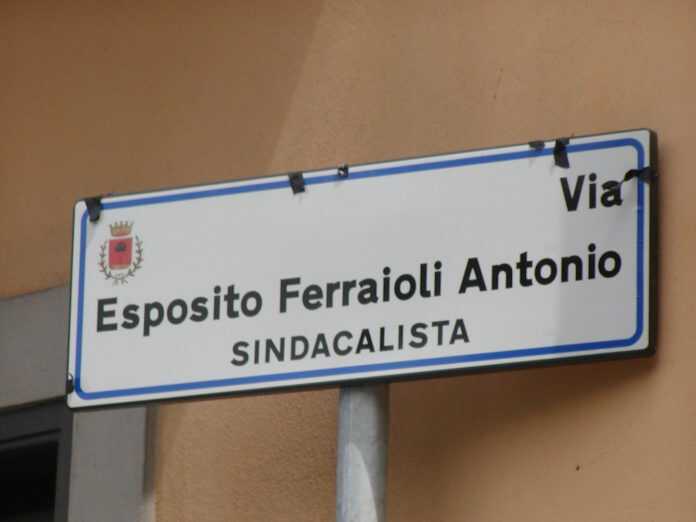 Via
Esposito Ferraioli Antonio
SINDACALISTA